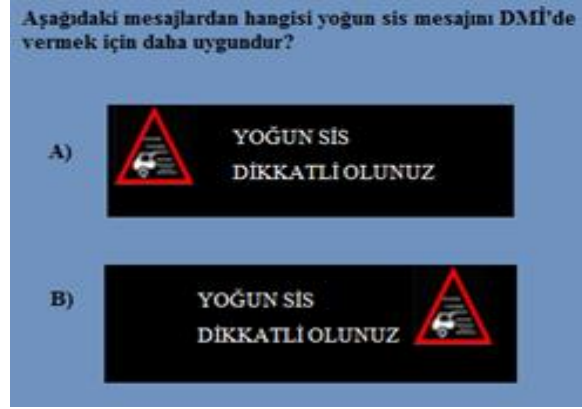 Aşağıdaki mesajlardan hangisi yoğun sis mesajını DMİ'de
vermek için daha uygundur?
A)
YOĞUN SİS
DİKKATLİ OLUNUZ
B)
YOĞUN SİS
DİKKATLİ OLUNUZ